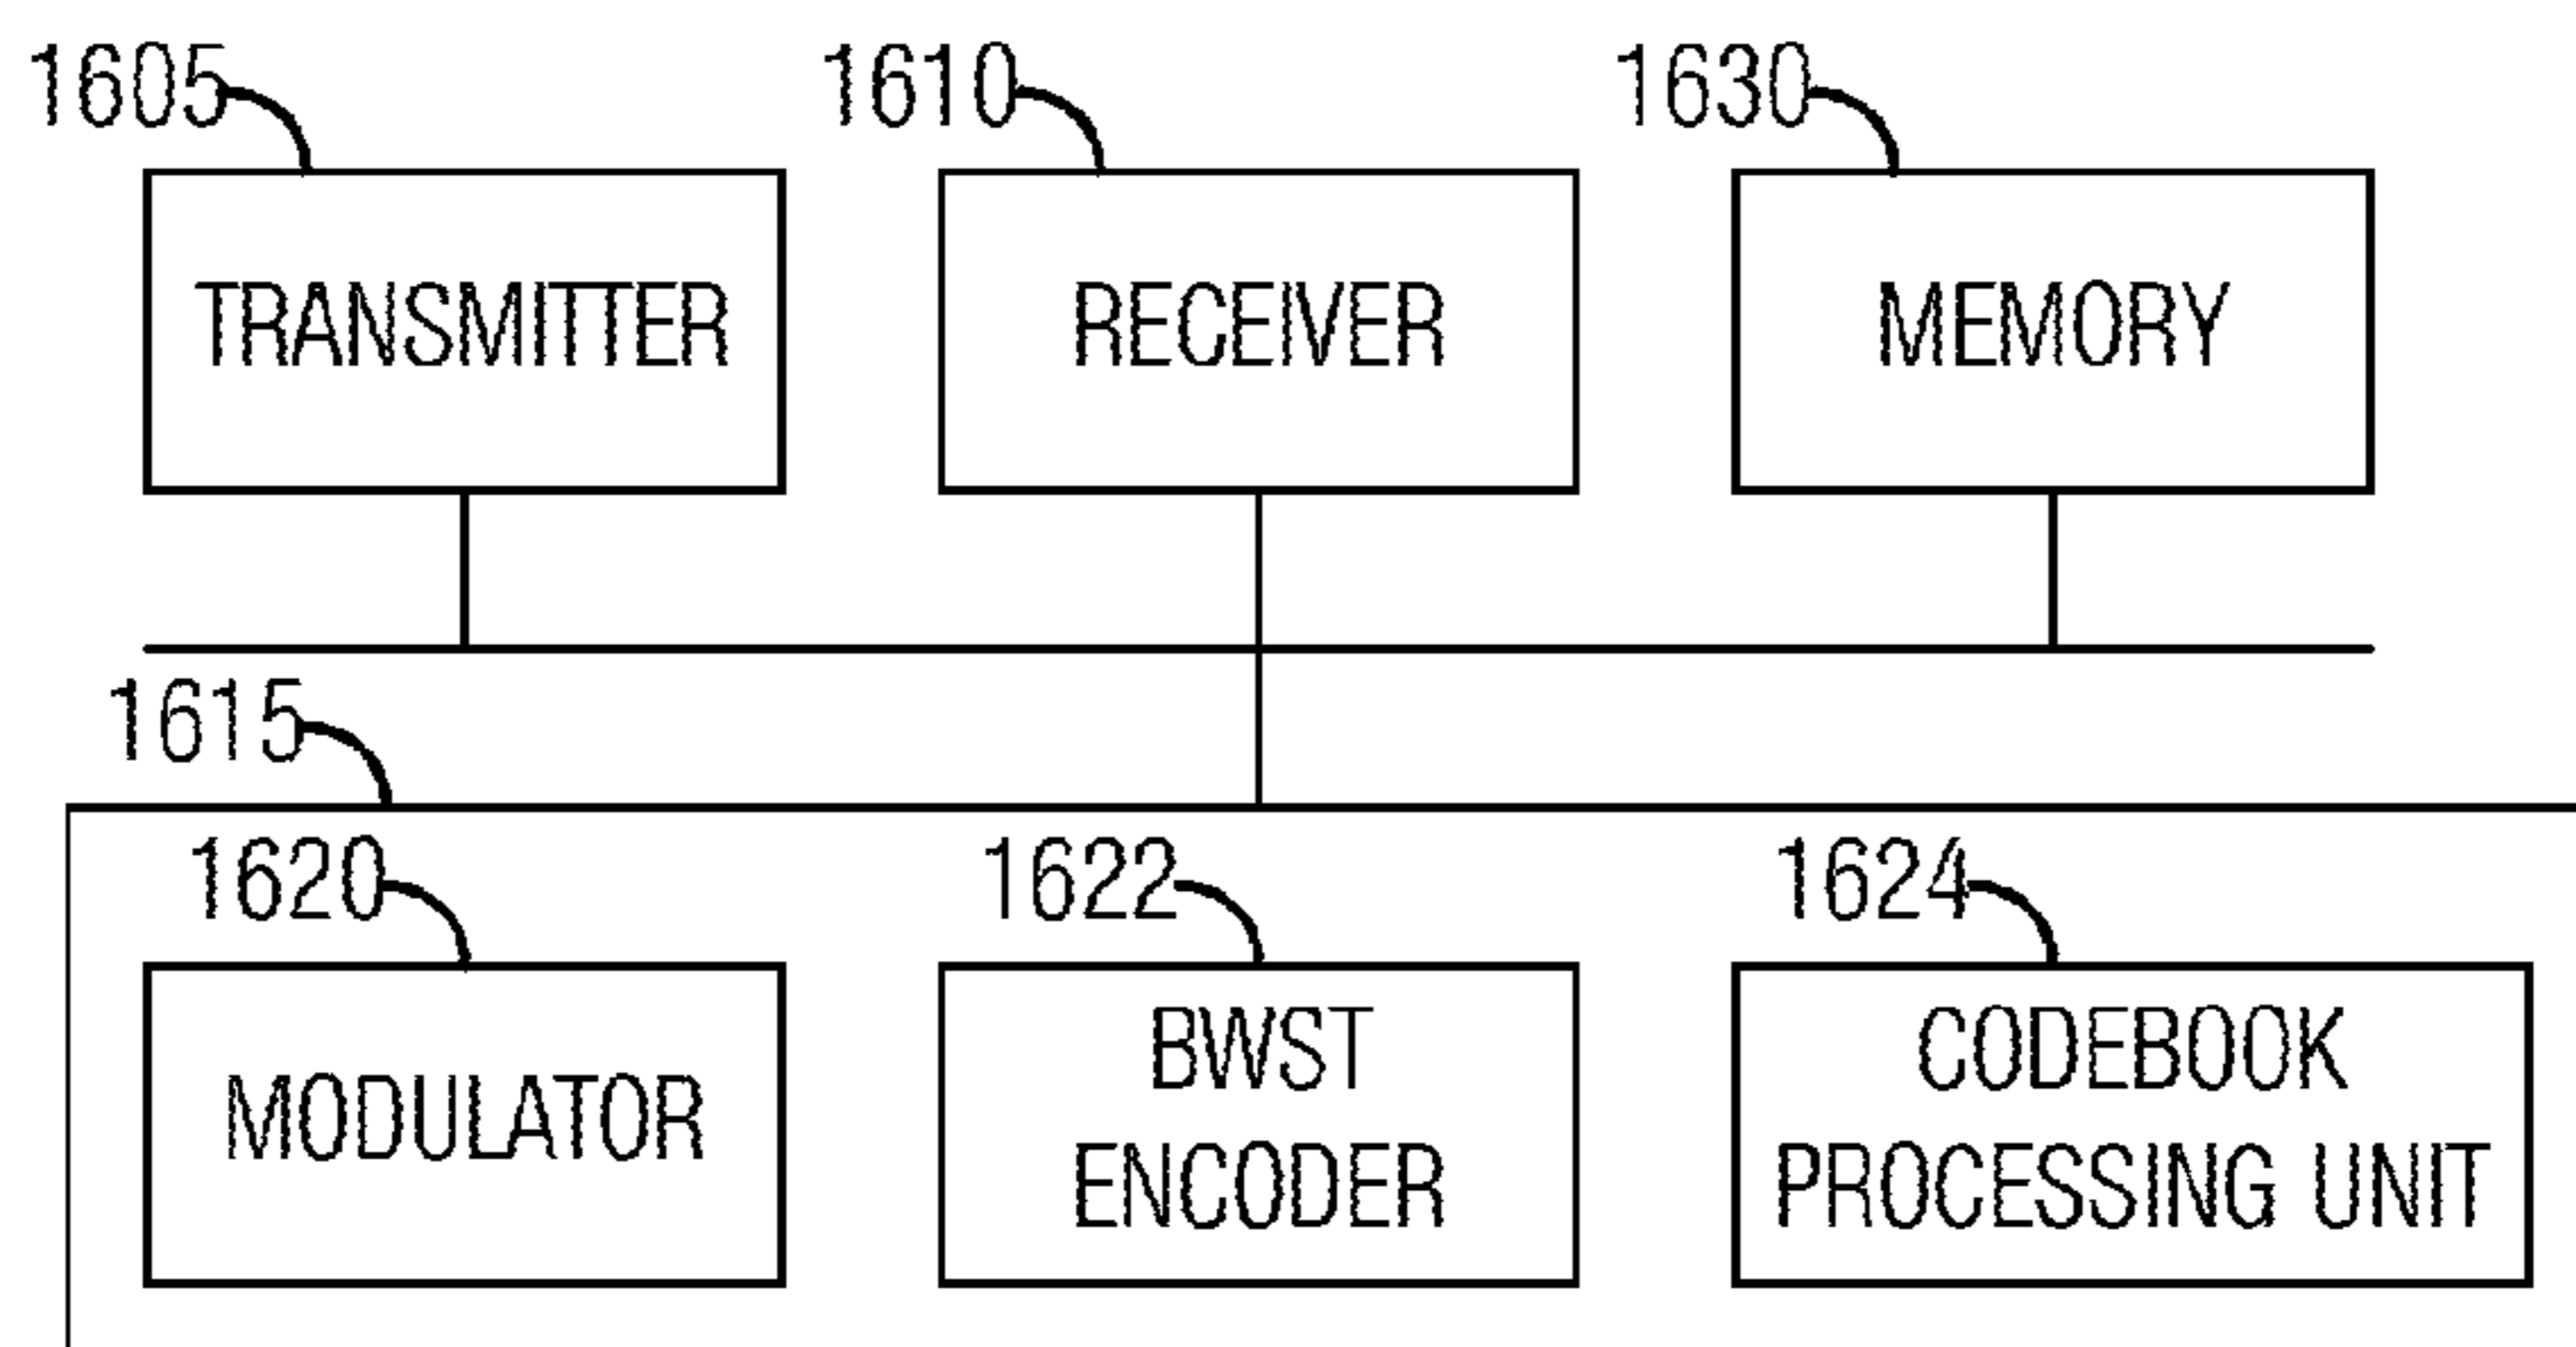 1605 1610 1630
TRANSMITTER RECEIVER MEMORY
1615
1620 1622 1624
MODULATOR
BWST
ENCODER
CODEBOOK
PROCESSING UNIT